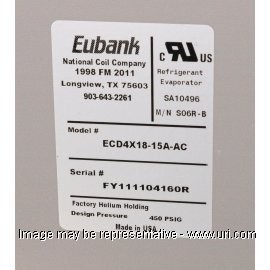 Eubank
National Coil Company
1998 FM 2011
Longview, TX 75603
903-643-2261
C RU US
Refrigerant
Evaporator
SA10496
M/N S06R-B
Model #
ECD4X18-15A-AC
Serial #
FY111104160R
Factory Helium Holding
Design Pressure 450 PSIG
Made in USA
Image may be representative - www.uri.com